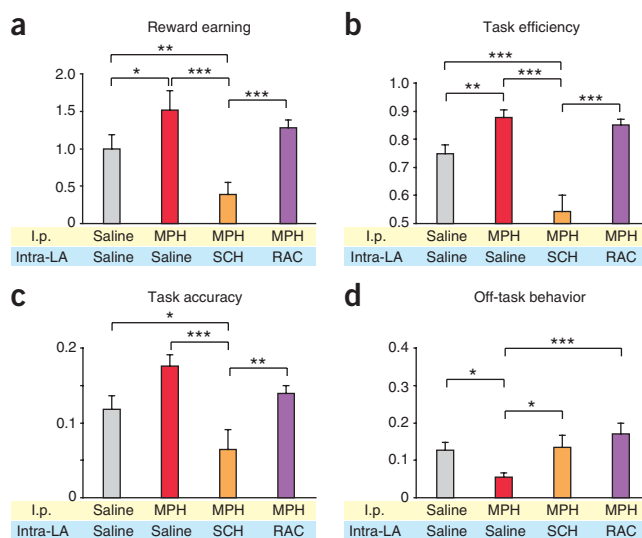 a
Reward earning
**
*
***
***
2.0
1.5
1.0
0.5
0
I.p. Saline MPH MPH MPH
Intra-LA Saline Saline SCH RAC
b
Task efficiency
***
**
***
***
1.0
0.9
0.8
0.7
0.6
0.5
I.p. Saline MPH MPH MPH
Intra-LA Saline Saline SCH RAC
c
Task accuracy
*
***
**
0.2
0.1
0
I.p. Saline MPH MPH MPH
Intra-LA Saline Saline SCH RAC
d
Off-task behavior
***
*
*
0.4
0.3
0.2
0.1
0
I.p. Saline MPH MPH MPH
Intra-LA Saline Saline SCH RAC